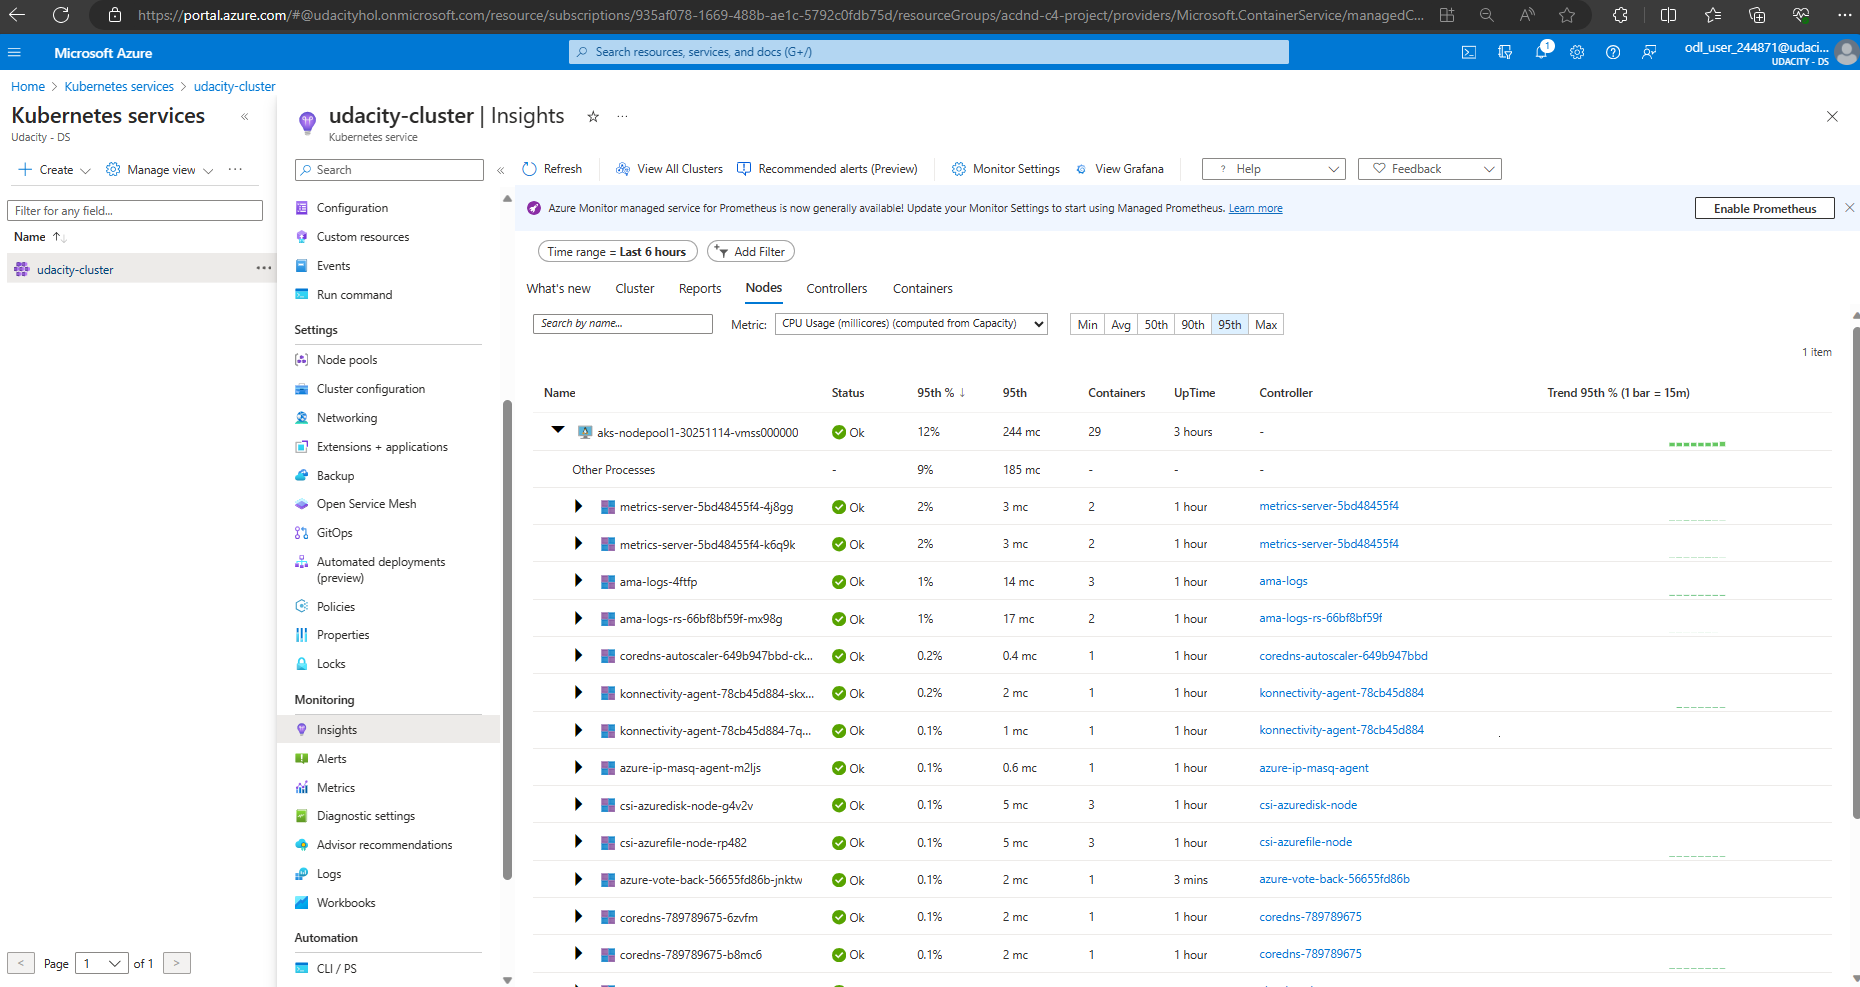 https://portal.azure.com/#@udacityhol.onmicrosoft.com/resource/subscriptions/935af078-1669-488b-ae1c-5792c0fdb75d/resourceGroups/acdnd-c4-project/providers/Microsoft.ContainerService/managedC...
Microsoft Azure
Search resources, services, and docs (G+/)
1
odl_user_244871@udaci...
UDACITY - DS
Home > Kubernetes services > udacity-cluster
Kubernetes services
Udacity - DS
Create
Manage view
Filter for any field...
Name
udacity-cluster
Page 1 of 1
udacity-cluster | Insights
Kubernetes service
Search
Configuration
Custom resources
Events
Run command
Settings
Node pools
Cluster configuration
Networking
Extensions + applications
Backup
Open Service Mesh
GitOps
Automated deployments
(preview)
Policies
Properties
Locks
Monitoring
Insights
Alerts
Metrics
Diagnostic settings
Advisor recommendations
Logs
Workbooks
Automation
CLI / PS
Refresh View All Clusters Recommended alerts (Preview) Monitor Settings View Grafana ? Help Feedback
Azure Monitor managed service for Prometheus is now generally available! Update your Monitor Settings to start using Managed Prometheus. Learn more
Enable Prometheus
Time range = Last 6 hours Add Filter
What's new Cluster Reports Nodes Controllers Containers
Search by name... Metric: CPU Usage (millicores) (computed from Capacity) Min Avg 50th 90th 95th Max
1 item
Name Status 95th % ↓ 95th Containers UpTime Controller Trend 95th % (1 bar = 15m)
aks-nodepool1-30251114-vmss000000 Ok 12% 244 mc 29 3 hours -
Other Processes - 9% 185 mc - - -
metrics-server-5bd48455f4-4j8gg Ok 2% 3 mc 2 1 hour metrics-server-5bd48455f4
metrics-server-5bd48455f4-k6q9k Ok 2% 3 mc 2 1 hour metrics-server-5bd48455f4
ama-logs-4ftfp Ok 1% 14 mc 3 1 hour ama-logs
ama-logs-rs-66bf8bf59f-mx98g Ok 1% 17 mc 2 1 hour ama-logs-rs-66bf8bf59f
coredns-autoscaler-649b947bbd-ck... Ok 0.2% 0.4 mc 1 1 hour coredns-autoscaler-649b947bbd
konnectivity-agent-78cb45d884-skx... Ok 0.2% 2 mc 1 1 hour konnectivity-agent-78cb45d884
konnectivity-agent-78cb45d884-7q... Ok 0.1% 1 mc 1 1 hour konnectivity-agent-78cb45d884
azure-ip-masq-agent-m2ljs Ok 0.1% 0.6 mc 1 1 hour azure-ip-masq-agent
csi-azuredisk-node-g4v2v Ok 0.1% 5 mc 3 1 hour csi-azuredisk-node
csi-azurefile-node-rp482 Ok 0.1% 5 mc 3 1 hour csi-azurefile-node
azure-vote-back-56655fd86b-jnktw Ok 0.1% 2 mc 1 3 mins azure-vote-back-56655fd86b
coredns-789789675-6zvfm Ok 0.1% 2 mc 1 1 hour coredns-789789675
coredns-789789675-b8mc6 Ok 0.1% 2 mc 1 1 hour coredns-789789675